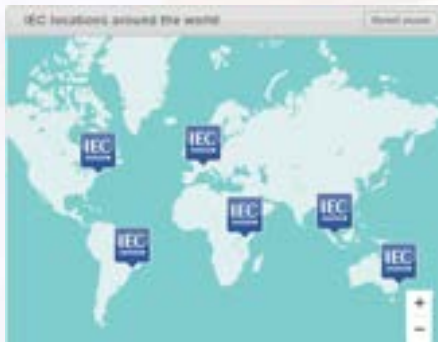 IEC locations around the world
Reset zoom
IEC
IEC
IEC
IEC
IEC
IEC
+
−